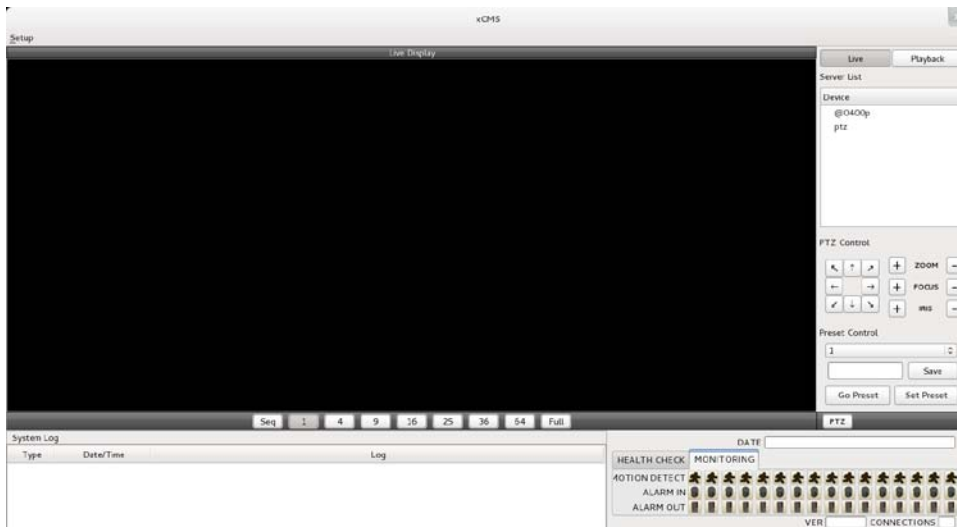 xCMS
Setup
Live Display
Live Playback
Server List
Device
@0400p
ptz
PTZ Control
+ ZOOM -
+ FOCUS -
+ IRIS -
Preset Control
1
Save
Go Preset Set Preset
Seq 1 4 9 16 25 36 64 Full PTZ
System Log
Type Date/Time Log
DATE
HEALTH CHECK MONITORING
MOTION DETECT
ALARM IN
ALARM OUT
VER CONNECTIONS